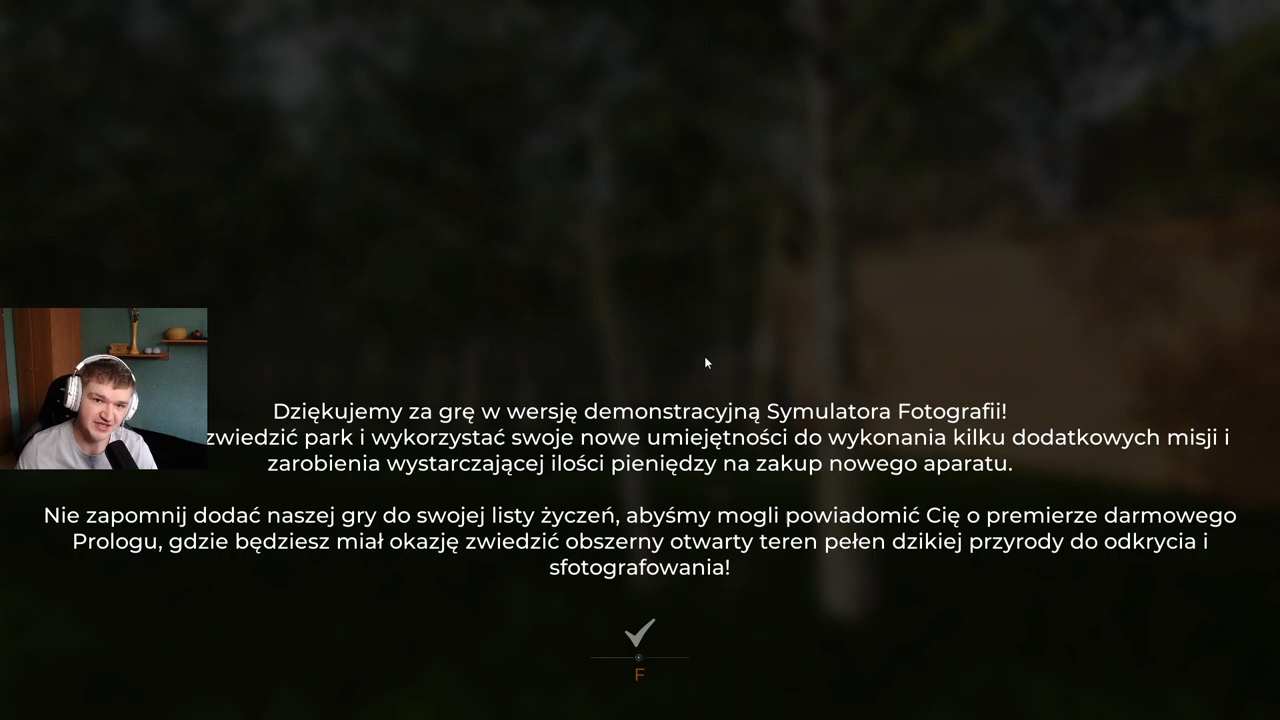 Dziękujemy za grę w wersję demonstracyjną Symulatora Fotografii!
zwiedzić park i wykorzystać swoje nowe umiejętności do wykonania kilku dodatkowych misji i
zarobienia wystarczającej ilości pieniędzy na zakup nowego aparatu.
Nie zapomnij dodać naszej gry do swojej listy życzeń, abyśmy mogli powiadomić Cię o premierze darmowego
Prologu, gdzie będziesz miał okazję zwiedzić obszerny otwarty teren pełen dzikiej przyrody do odkrycia i
sfotografowania!
F